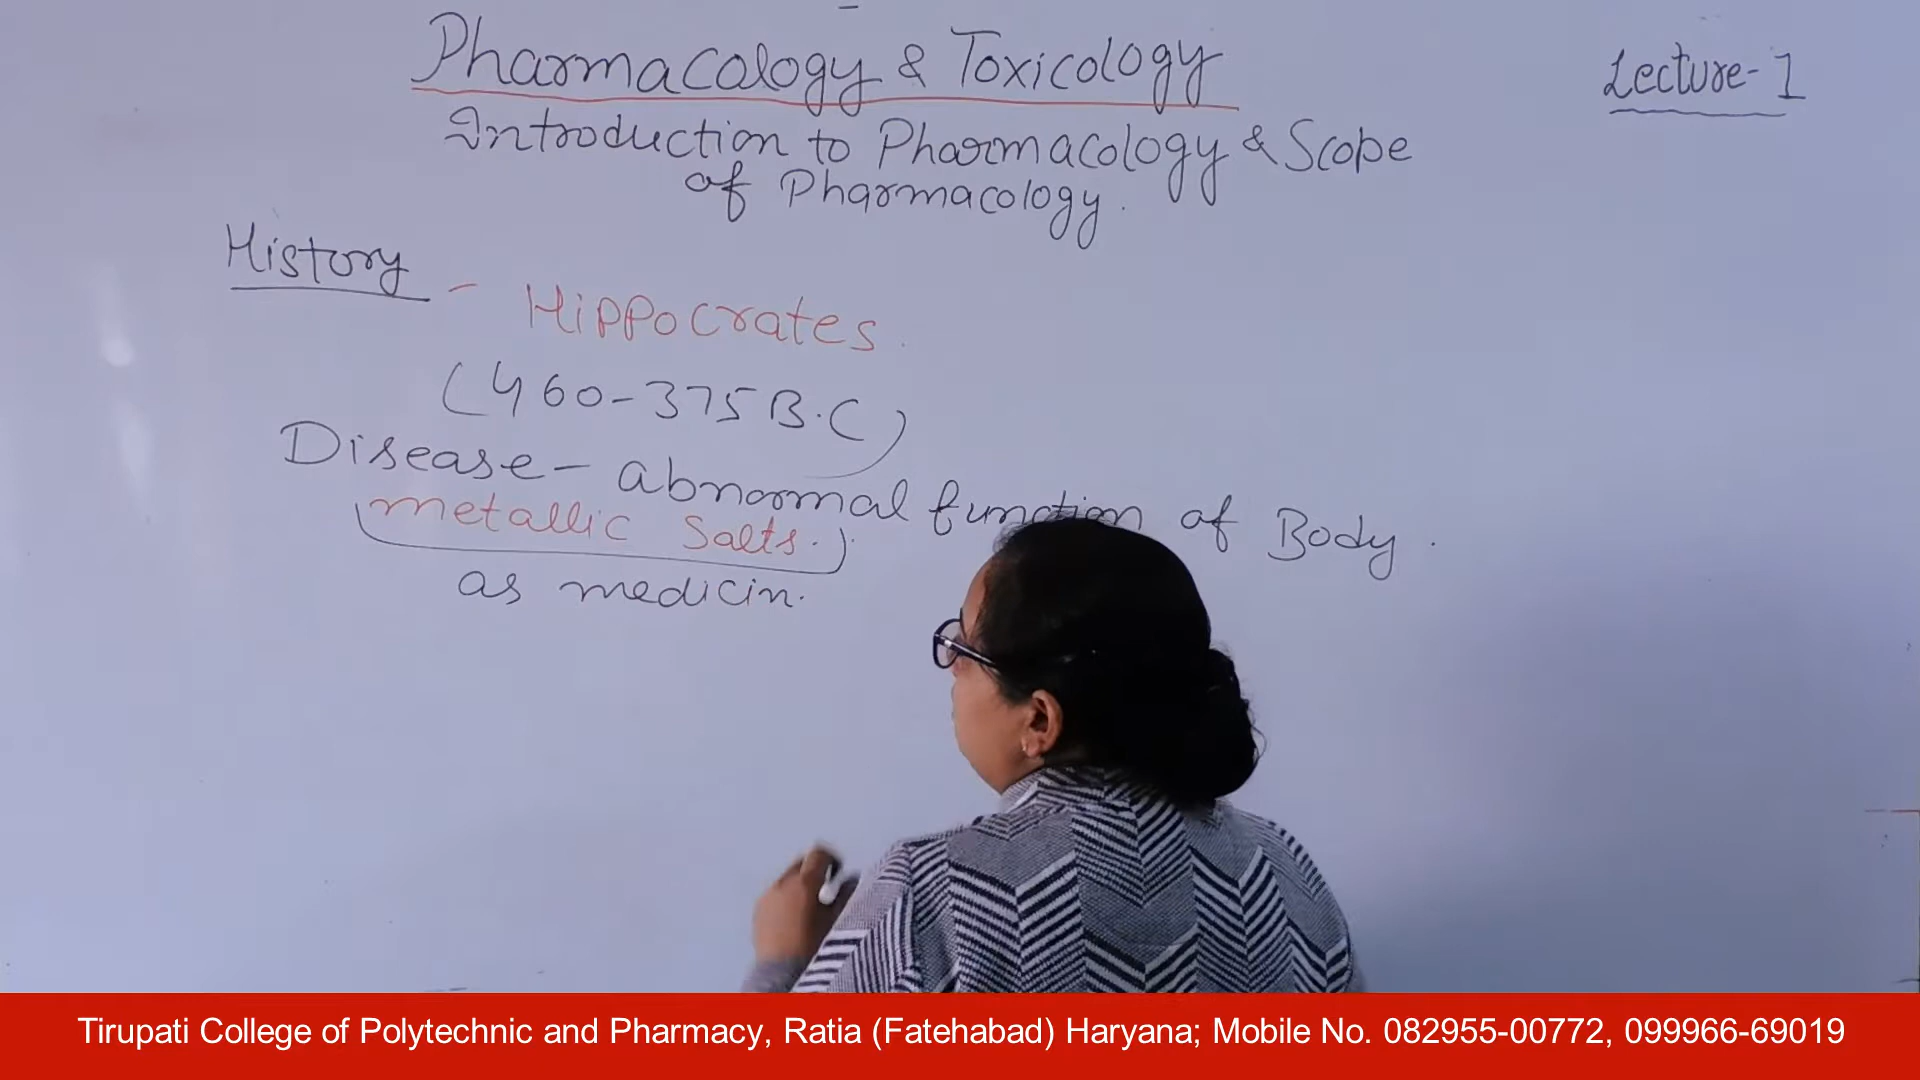 Pharmacology & Toxicology
Lecture-1
Introduction to Pharmacology & Scope
of Pharmacology.
History - Hippocrates.
(460-375 B.C)
Disease - abnormal function of Body.
(metallic Salts.)
as medicin.
Tirupati College of Polytechnic and Pharmacy, Ratia (Fatehabad) Haryana; Mobile No. 082955-00772, 099966-69019